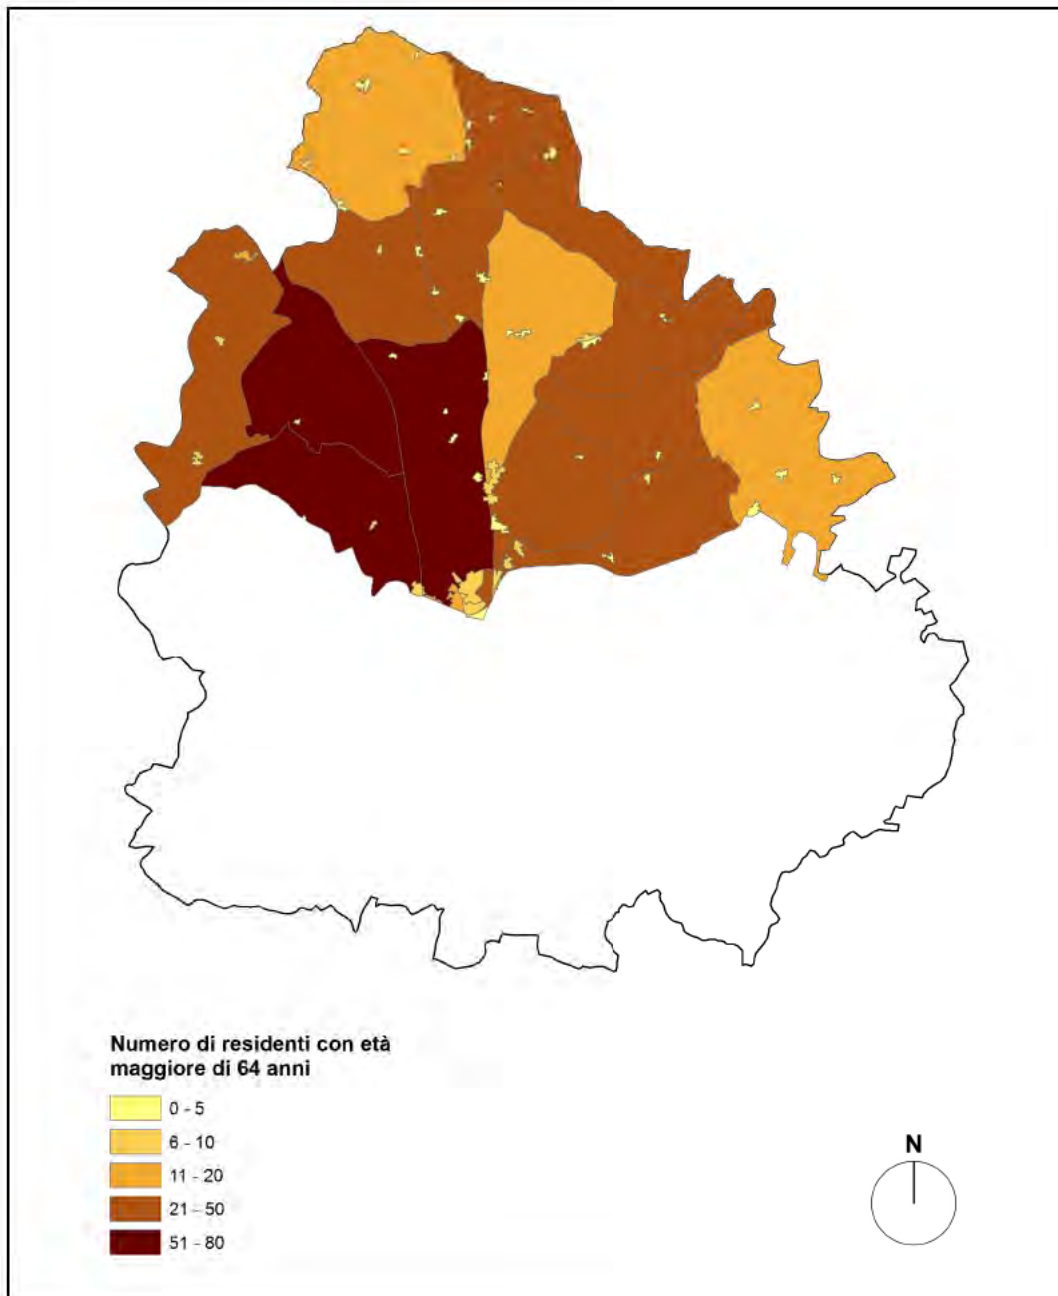 Numero di residenti con età
maggiore di 64 anni
0 - 5
6 - 10
11 - 20
21 - 50
51 - 80
N